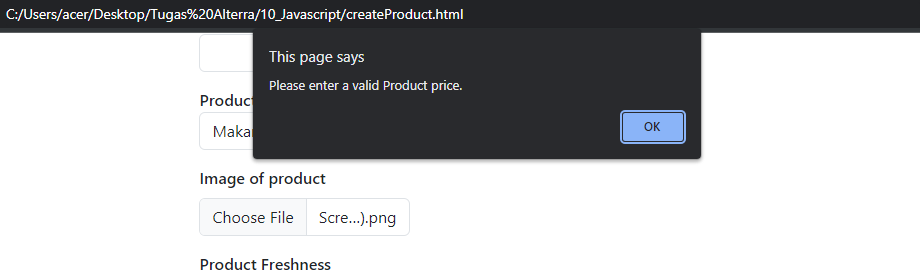 C:/Users/acer/Desktop/Tugas%20Alterra/10_Javascript/createProduct.html
This page says
Please enter a valid Product price.
OK
Product
Makan
Image of product
Choose File
Scre...).png
Product Freshness